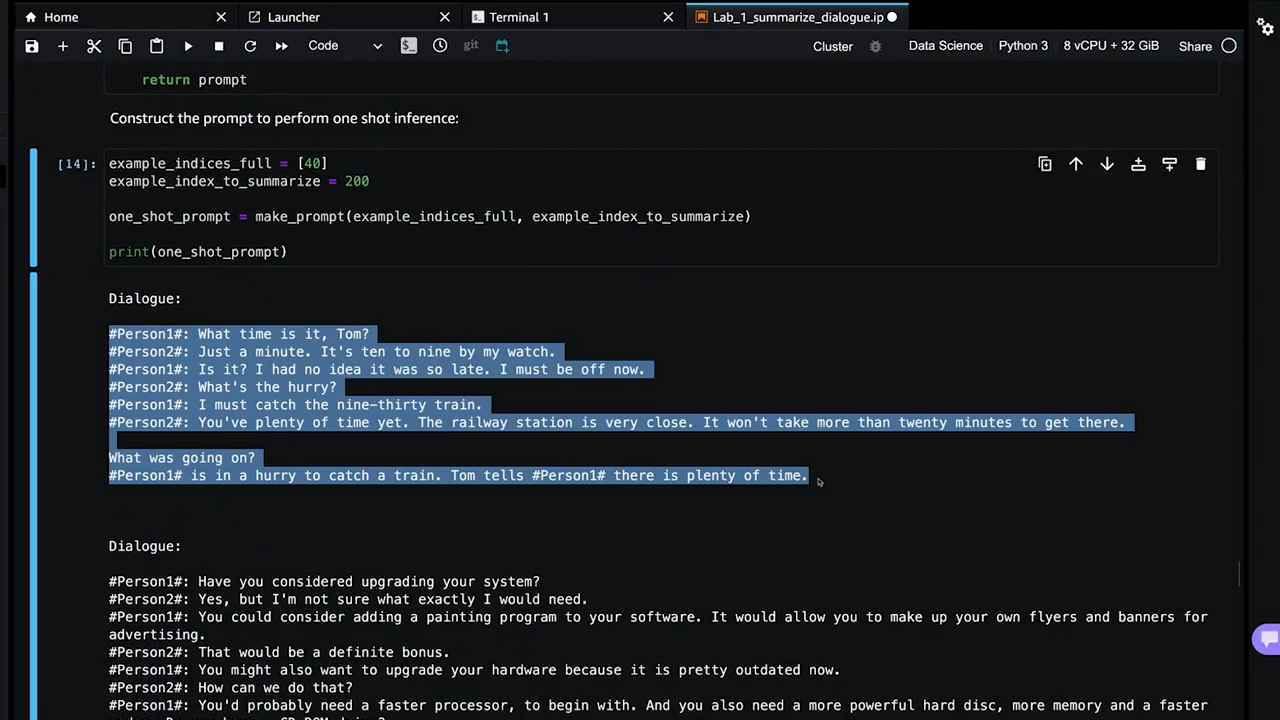 Home
Launcher
Terminal 1
Lab_1_summarize_dialogue.ip
Code
git
Cluster
Data Science
Python 3
8 vCPU + 32 GiB
Share
return prompt
Construct the prompt to perform one shot inference:
[14]:
example_indices_full = [40]
example_index_to_summarize = 200
one_shot_prompt = make_prompt(example_indices_full, example_index_to_summarize)
print(one_shot_prompt)
Dialogue:
#Person1#: What time is it, Tom?
#Person2#: Just a minute. It's ten to nine by my watch.
#Person1#: Is it? I had no idea it was so late. I must be off now.
#Person2#: What's the hurry?
#Person1#: I must catch the nine-thirty train.
#Person2#: You've plenty of time yet. The railway station is very close. It won't take more than twenty minutes to get there.
What was going on?
#Person1# is in a hurry to catch a train. Tom tells #Person1# there is plenty of time.
Dialogue:
#Person1#: Have you considered upgrading your system?
#Person2#: Yes, but I'm not sure what exactly I would need.
#Person1#: You could consider adding a painting program to your software. It would allow you to make up your own flyers and banners for
advertising.
#Person2#: That would be a definite bonus.
#Person1#: You might also want to upgrade your hardware because it is pretty outdated now.
#Person2#: How can we do that?
#Person1#: You'd probably need a faster processor, to begin with. And you also need a more powerful hard disc, more memory and a faster